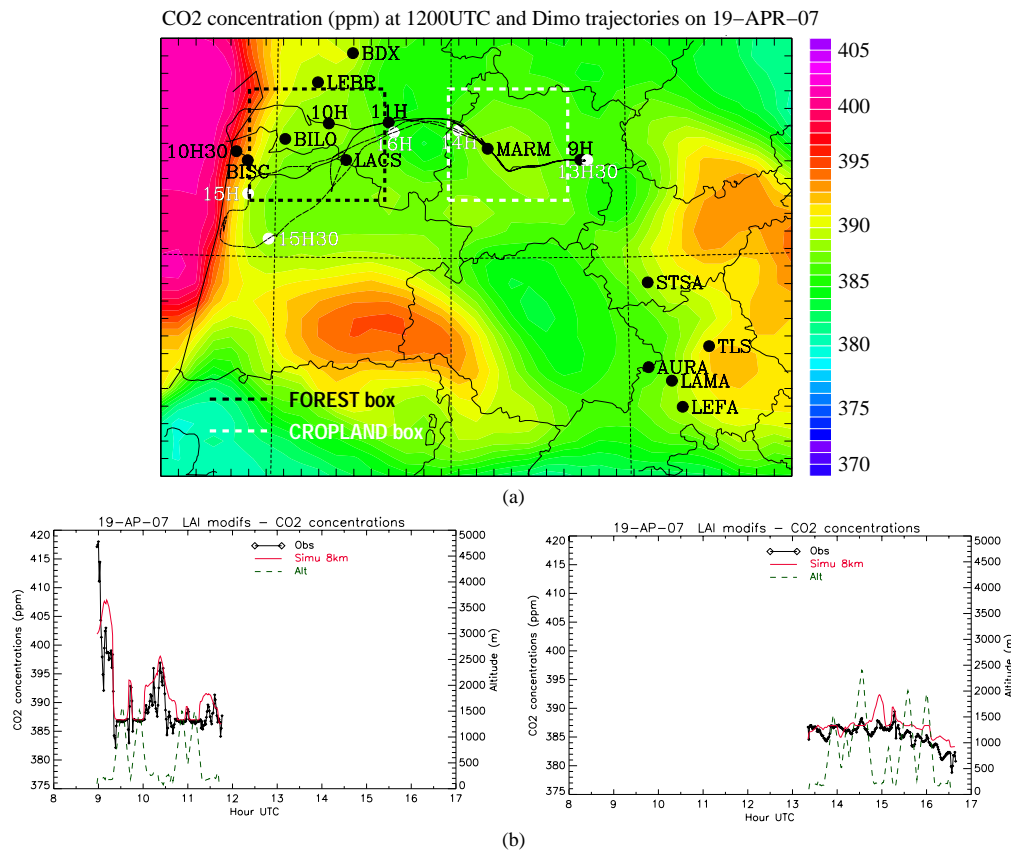 CO2 concentration (ppm) at 1200UTC and Dimo trajectories on 19−APR−07
BDX
LEBR
10H
11H
BILO
16H
14H
MARM
9H
10H30
BISC
LACS
13H30
15H
15H30
STSA
TLS
AURA
LAMA
LEFA
FOREST box
CROPLAND box
405
400
395
390
385
380
375
370
(a)
19−AP−07 LAI modifs − CO2 concentrations
Obs
Simu 8km
Alt
CO2 concentrations (ppm)
420
415
410
405
400
395
390
385
380
375
5000
4500
4000
3500
3000
2500
2000
1500
1000
500
0
Altitude (m)
8 9 10 11 12 13 14 15 16 17
Hour UTC
19−AP−07 LAI modifs − CO2 concentrations
Obs
Simu 8km
Alt
CO2 concentrations (ppm)
420
415
410
405
400
395
390
385
380
375
5000
4500
4000
3500
3000
2500
2000
1500
1000
500
0
Altitude (m)
8 9 10 11 12 13 14 15 16 17
Hour UTC
(b)